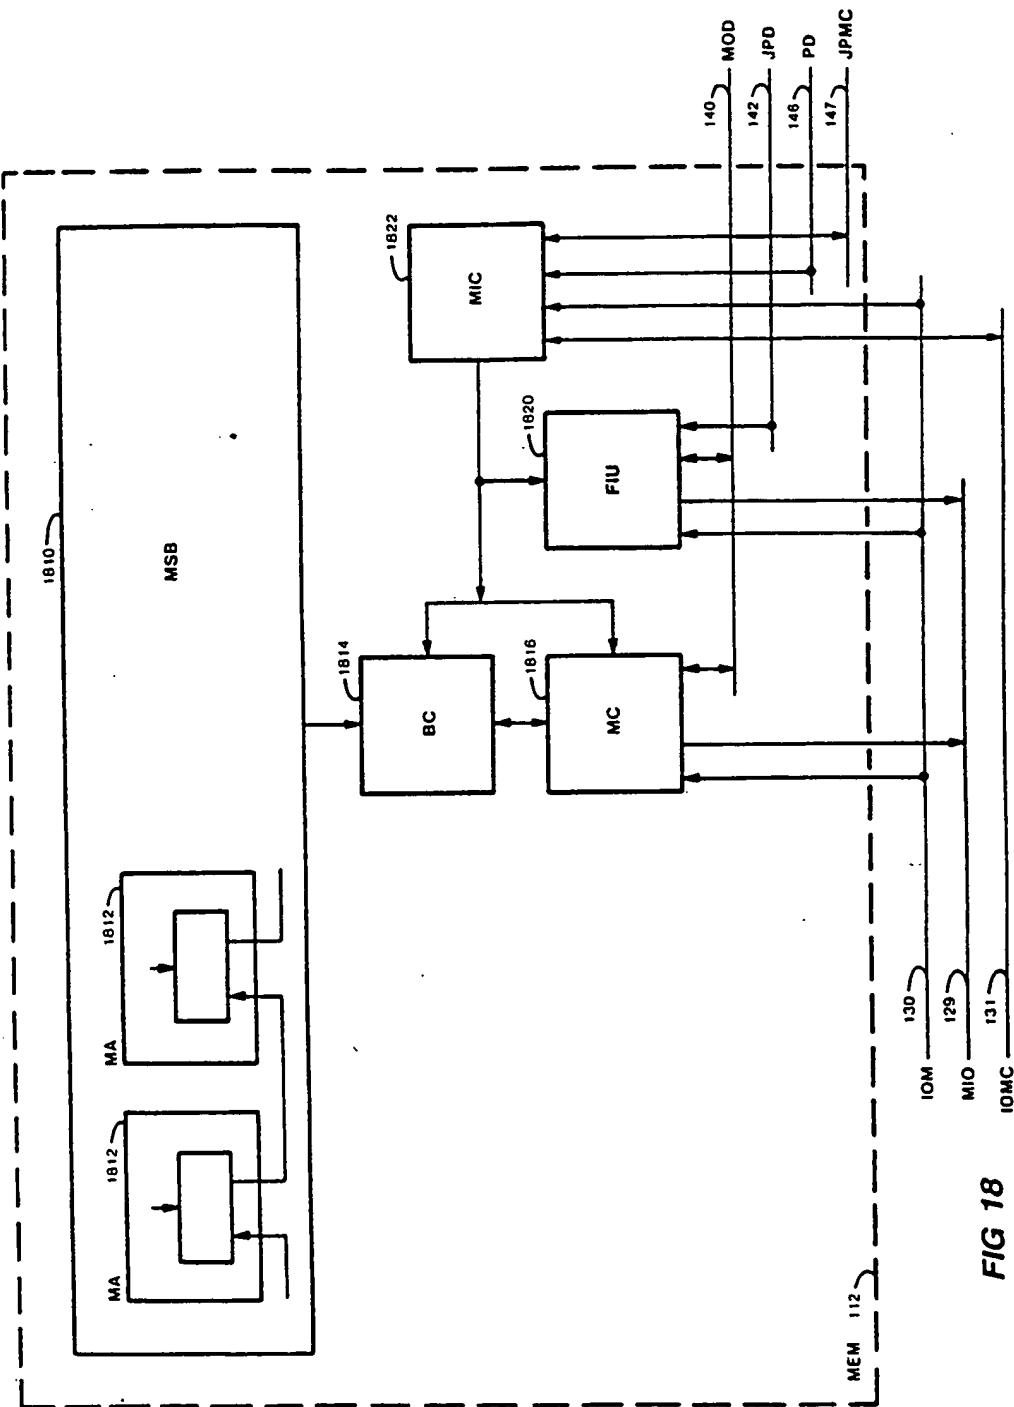 MEM 112
MA
1812
MA
1812
1810
MSB
1814
BC
1816
MC
1820
FIU
1822
MIC
140
MOD
142
JPD
146
PD
147
JPMC
IOM
130
MIO
129
IOMC
131
FIG 18